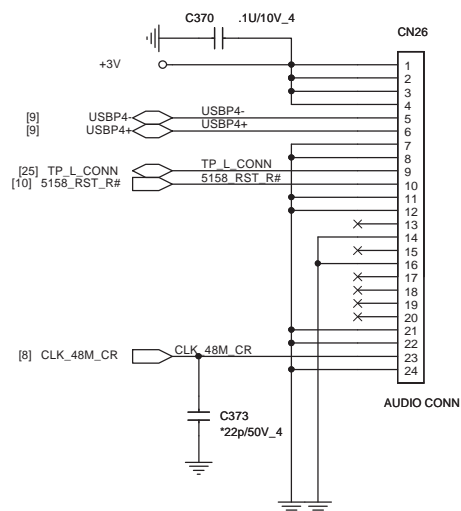 C370 .1U/10V_4
CN26
+3V
1
2
3
4
[9] USBP4- USBP4- 5
[9] USBP4+ USBP4+ 6
7
8
[25] TP_L_CONN TP_L_CONN 9
[10] 5158_RST_R# 5158_RST_R# 10
11
12
13
14
15
16
17
18
19
20
21
22
[8] CLK_48M_CR CLK_48M_CR 23
24
AUDIO CONN
C373
*22p/50V_4